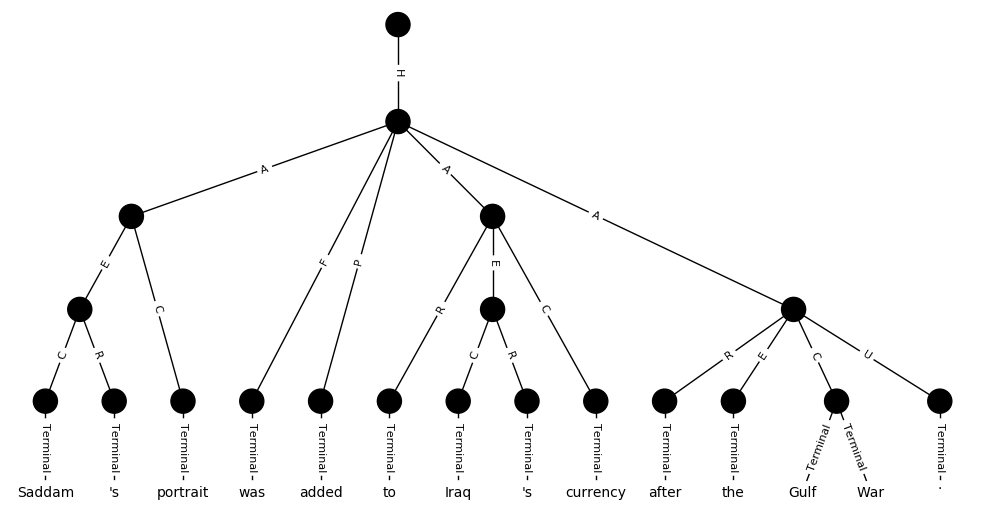 H
A
A
A
F
P
E
C
R
E
C
C
R
C
R
R
E
C
U
Terminal Terminal Terminal Terminal Terminal Terminal Terminal Terminal Terminal Terminal Terminal Terminal Terminal Terminal
Saddam 's portrait was added to Iraq 's currency after the Gulf War .